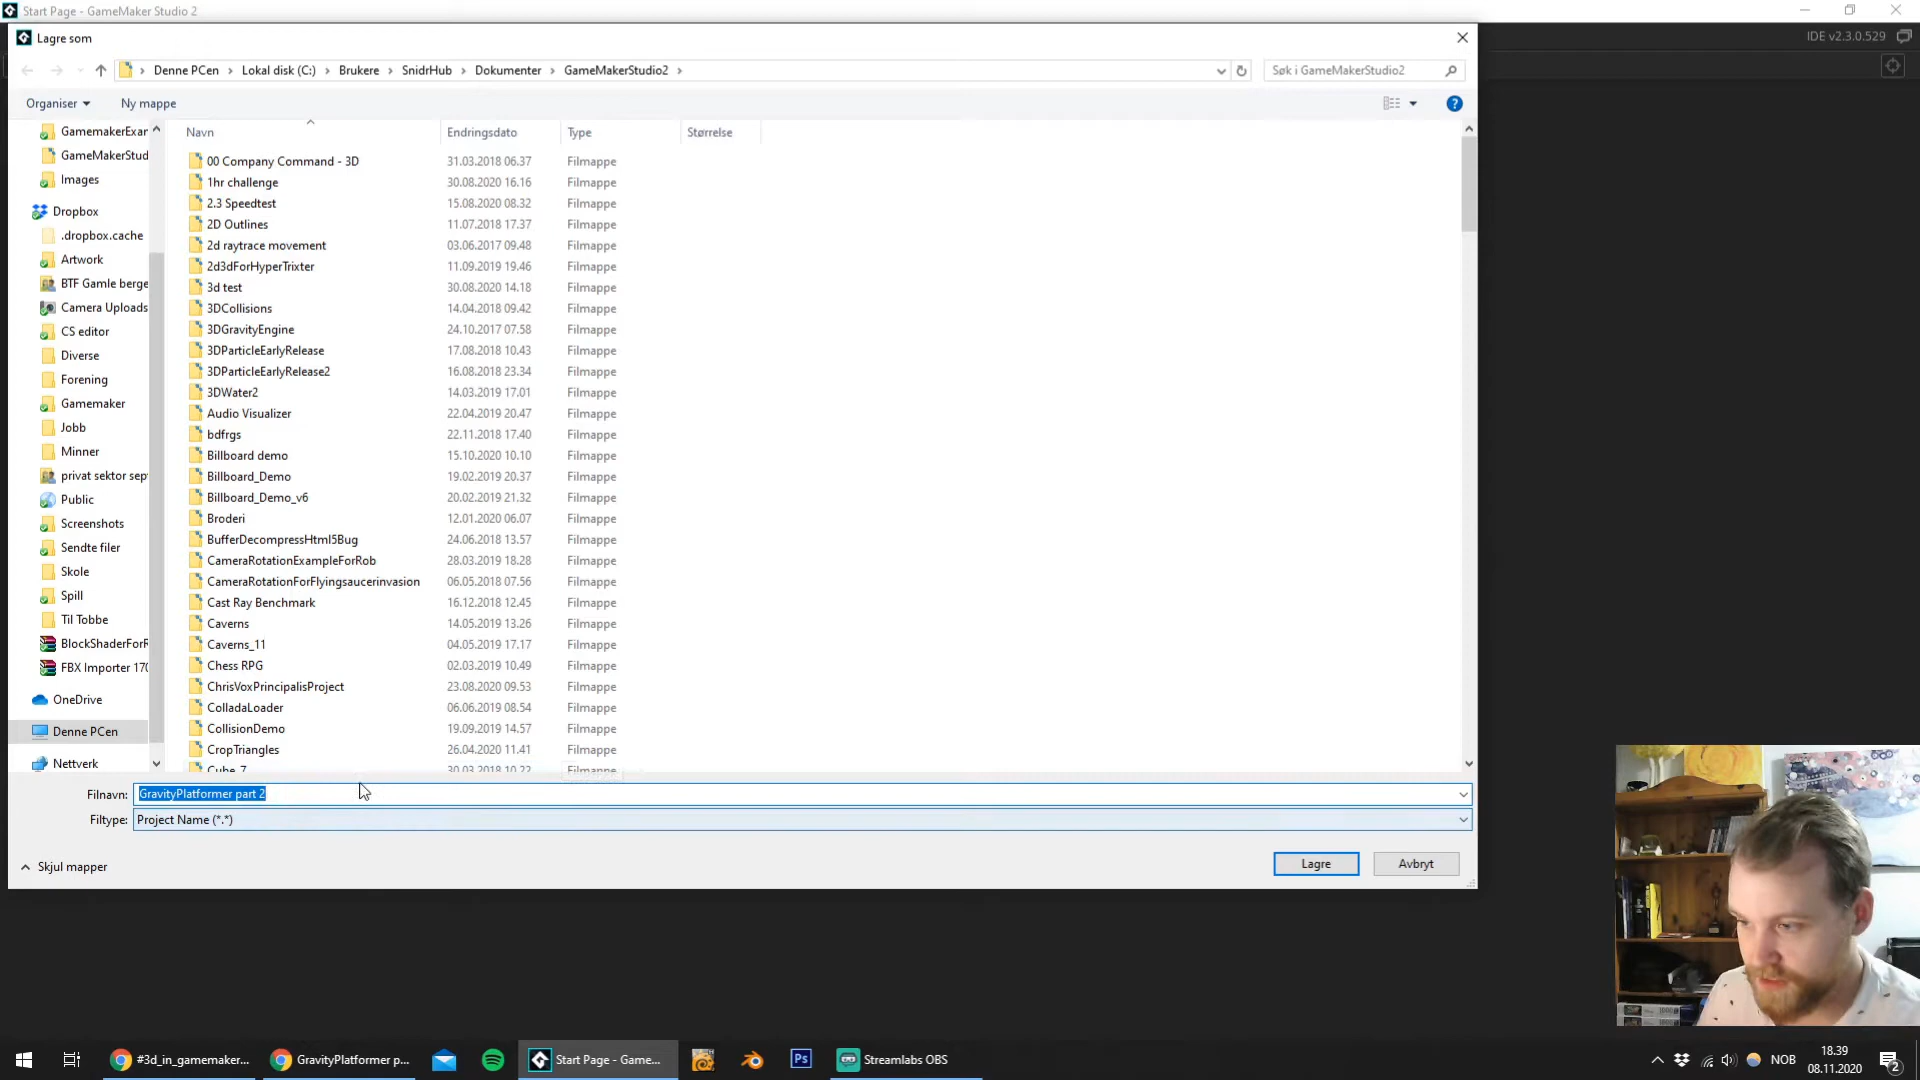 Start Page - GameMaker Studio 2
IDE v2.3.0.529
Lagre som
Denne PCen > Lokal disk (C:) > Brukere > SnidrHub > Dokumenter > GameMakerStudio2 >
Søk i GameMakerStudio2
Organiser
Ny mappe
GamemakerExar
GameMakerStud
Images
Dropbox
.dropbox.cache
Artwork
BTF Gamle berge
Camera Uploads
CS editor
Diverse
Forening
Gamemaker
Jobb
Minner
privat sektor sep
Public
Screenshots
Sendte filer
Skole
Spill
Til Tobbe
BlockShaderForR
FBX Importer 170
OneDrive
Denne PCen
Nettverk
Navn Endringsdato Type Størrelse
00 Company Command - 3D 31.03.2018 06.37 Filmappe
1hr challenge 30.08.2020 16.16 Filmappe
2.3 Speedtest 15.08.2020 08.32 Filmappe
2D Outlines 11.07.2018 17.37 Filmappe
2d raytrace movement 03.06.2017 09.48 Filmappe
2d3dForHyperTrixter 11.09.2019 19.46 Filmappe
3d test 30.08.2020 14.18 Filmappe
3DCollisions 14.04.2018 09.42 Filmappe
3DGravityEngine 24.10.2017 07.58 Filmappe
3DParticleEarlyRelease 17.08.2018 10.43 Filmappe
3DParticleEarlyRelease2 16.08.2018 23.34 Filmappe
3DWater2 14.03.2019 17.01 Filmappe
Audio Visualizer 22.04.2019 20.47 Filmappe
bdfrgs 22.11.2018 17.40 Filmappe
Billboard demo 15.10.2020 10.10 Filmappe
Billboard_Demo 19.02.2019 20.37 Filmappe
Billboard_Demo_v6 20.02.2019 21.32 Filmappe
Broderi 12.01.2020 06.07 Filmappe
BufferDecompressHtml5Bug 24.06.2018 13.57 Filmappe
CameraRotationExampleForRob 28.03.2019 18.28 Filmappe
CameraRotationForFlyingsaucerinvasion 06.05.2018 07.56 Filmappe
Cast Ray Benchmark 16.12.2018 12.45 Filmappe
Caverns 14.05.2019 13.26 Filmappe
Caverns_11 04.05.2019 17.17 Filmappe
Chess RPG 02.03.2019 10.49 Filmappe
ChrisVoxPrincipalisProject 23.08.2020 09.53 Filmappe
ColladaLoader 06.06.2019 08.54 Filmappe
CollisionDemo 19.09.2019 14.57 Filmappe
CropTriangles 26.04.2020 11.41 Filmappe
Cube_7 30.03.2018 10.22 Filmappe
Filnavn: GravityPlatformer part 2
Filtype: Project Name (*.*)
Skjul mapper
Lagre
Avbryt
#3d_in_gamemaker...
GravityPlatformer p...
Start Page - Game...
Ps
Streamlabs OBS
NOB
18.39
08.11.2020
2